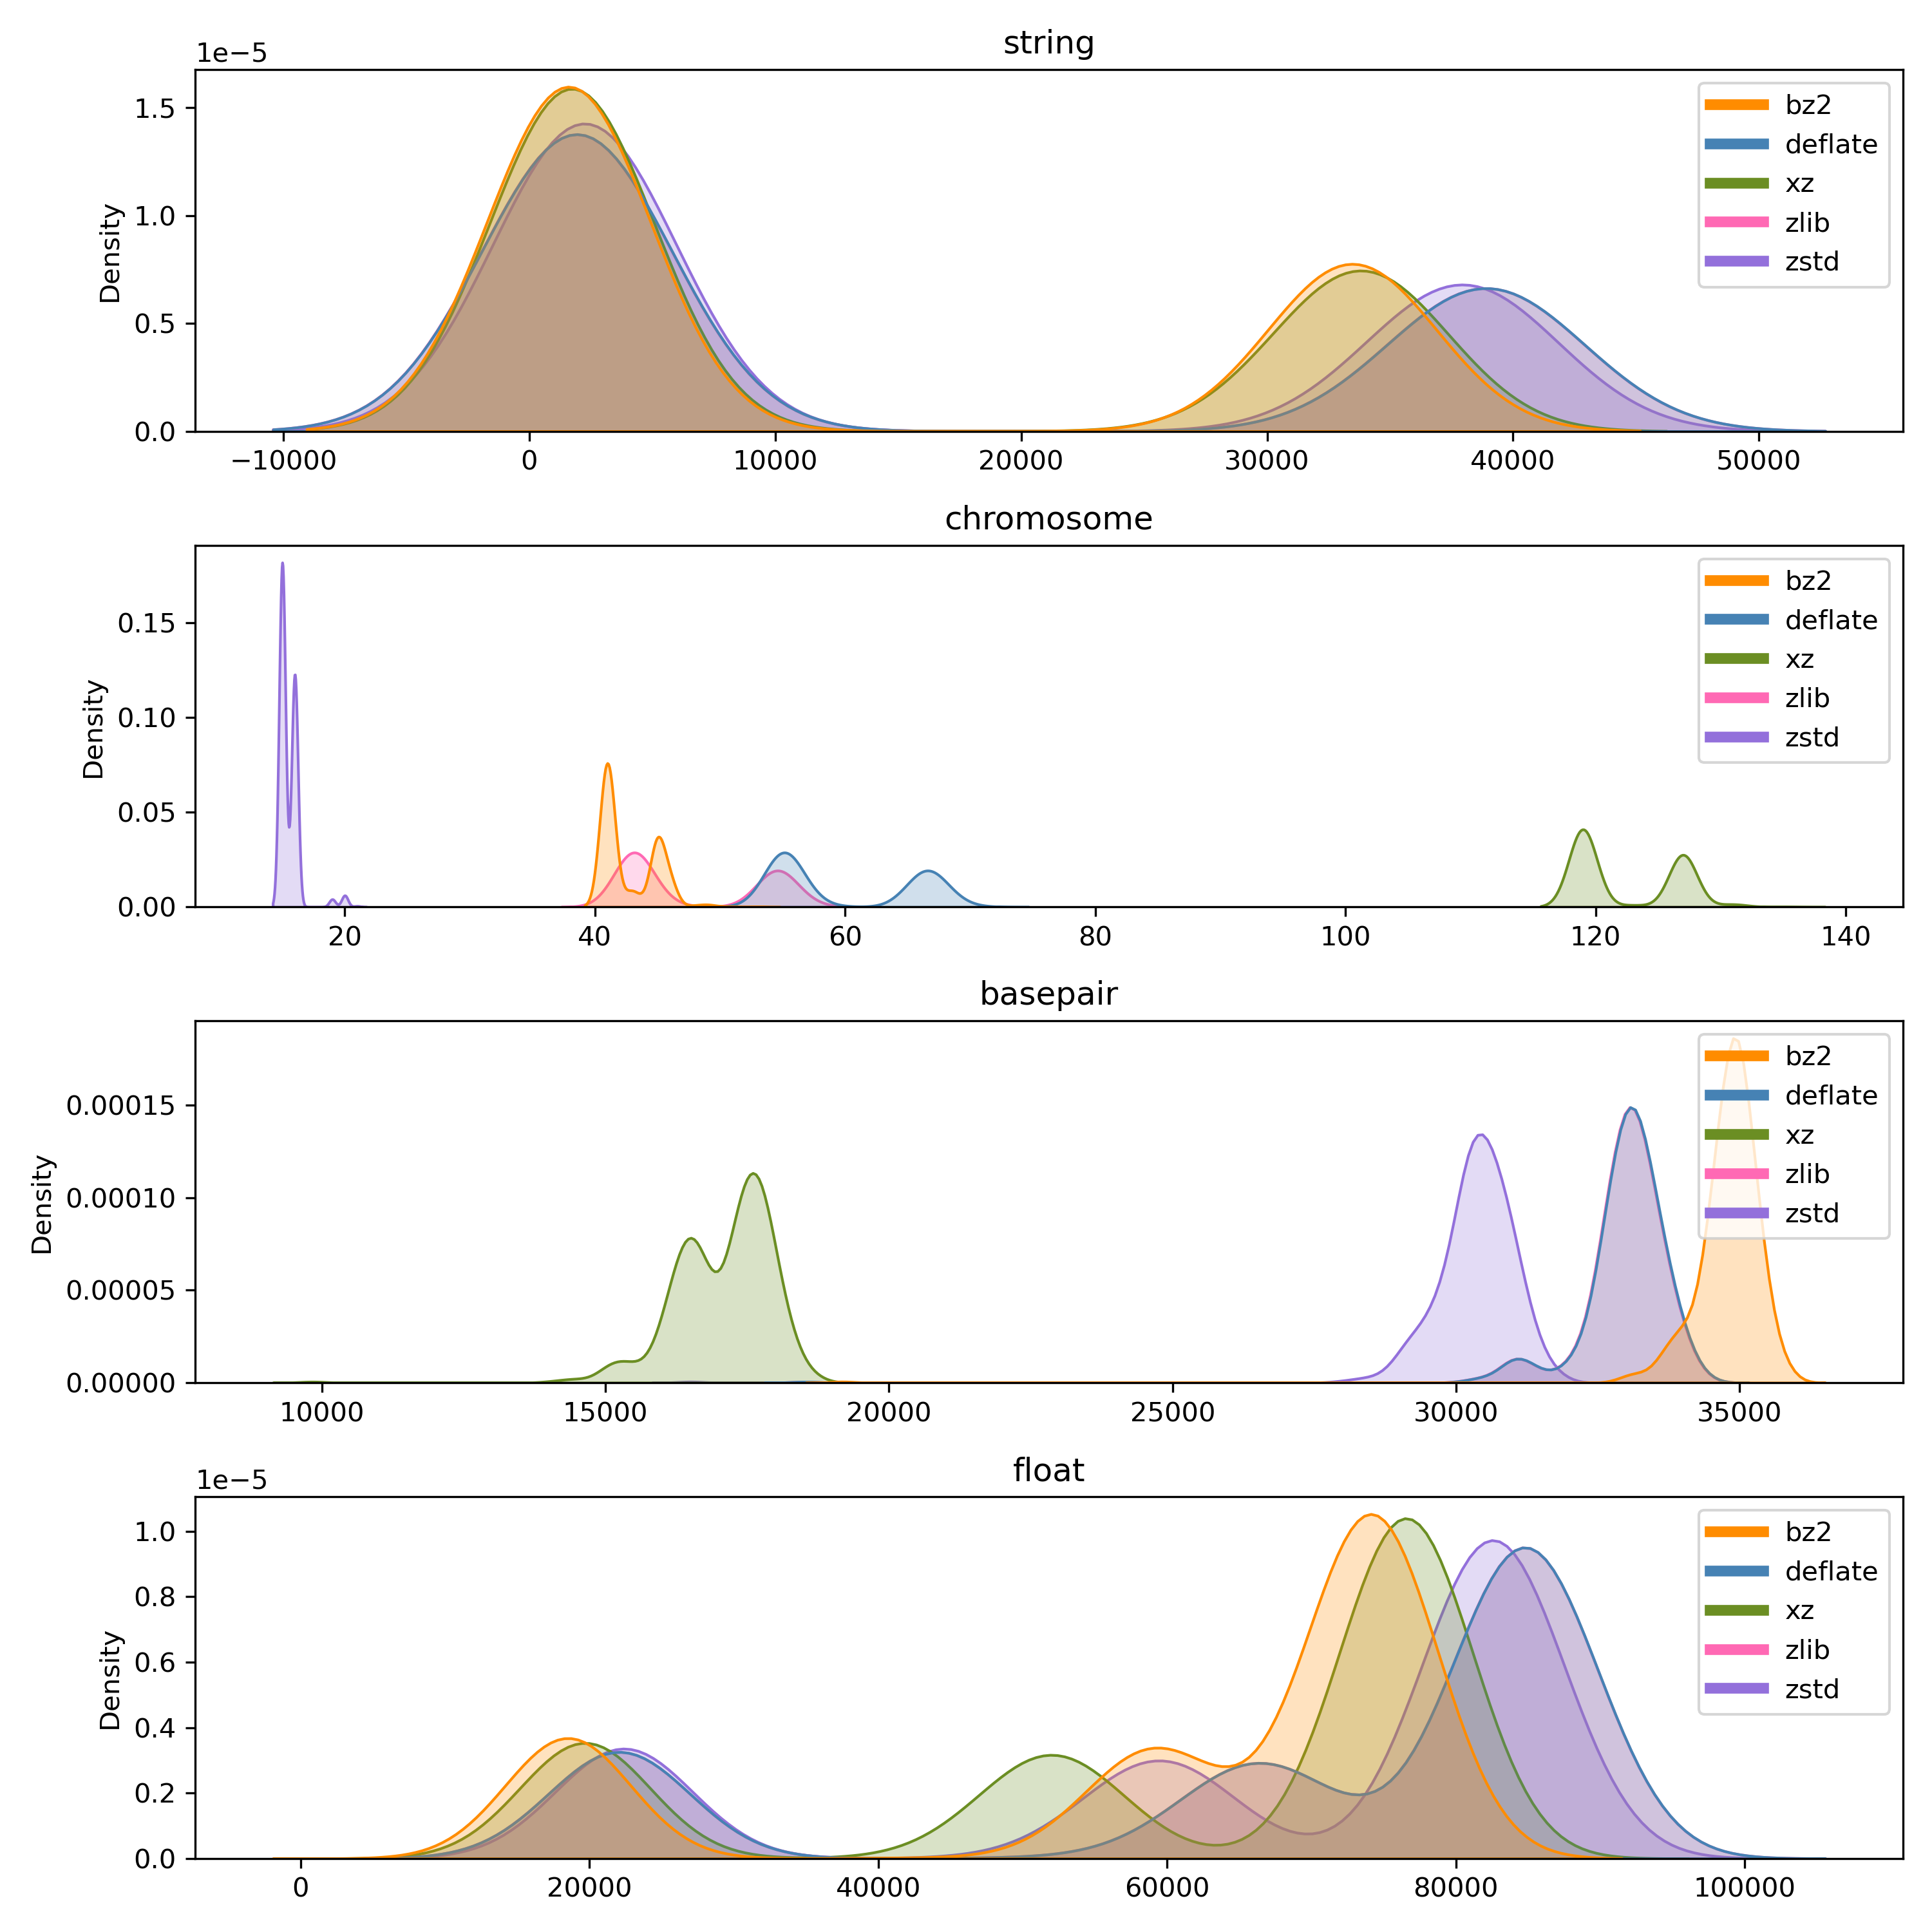 string
1e−5
Density
1.5
1.0
0.5
0.0
−10000 0 10000 20000 30000 40000 50000
bz2
deflate
xz
zlib
zstd
chromosome
Density
0.15
0.10
0.05
0.00
20 40 60 80 100 120 140
bz2
deflate
xz
zlib
zstd
basepair
Density
0.00015
0.00010
0.00005
0.00000
10000 15000 20000 25000 30000 35000
bz2
deflate
xz
zlib
zstd
float
1e−5
Density
1.0
0.8
0.6
0.4
0.2
0.0
0 20000 40000 60000 80000 100000
bz2
deflate
xz
zlib
zstd